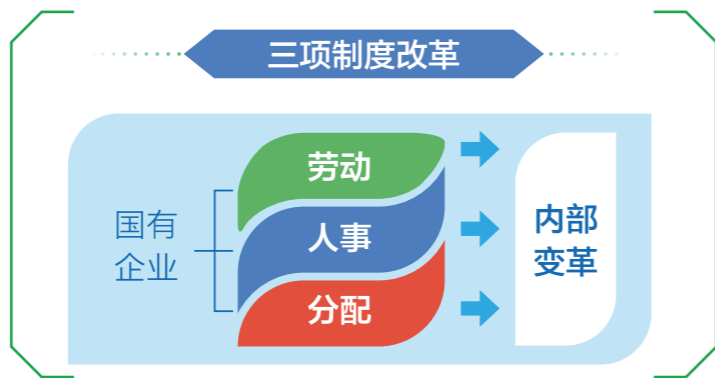 三项制度改革
国有
企业
劳动
人事
分配
内部
变革